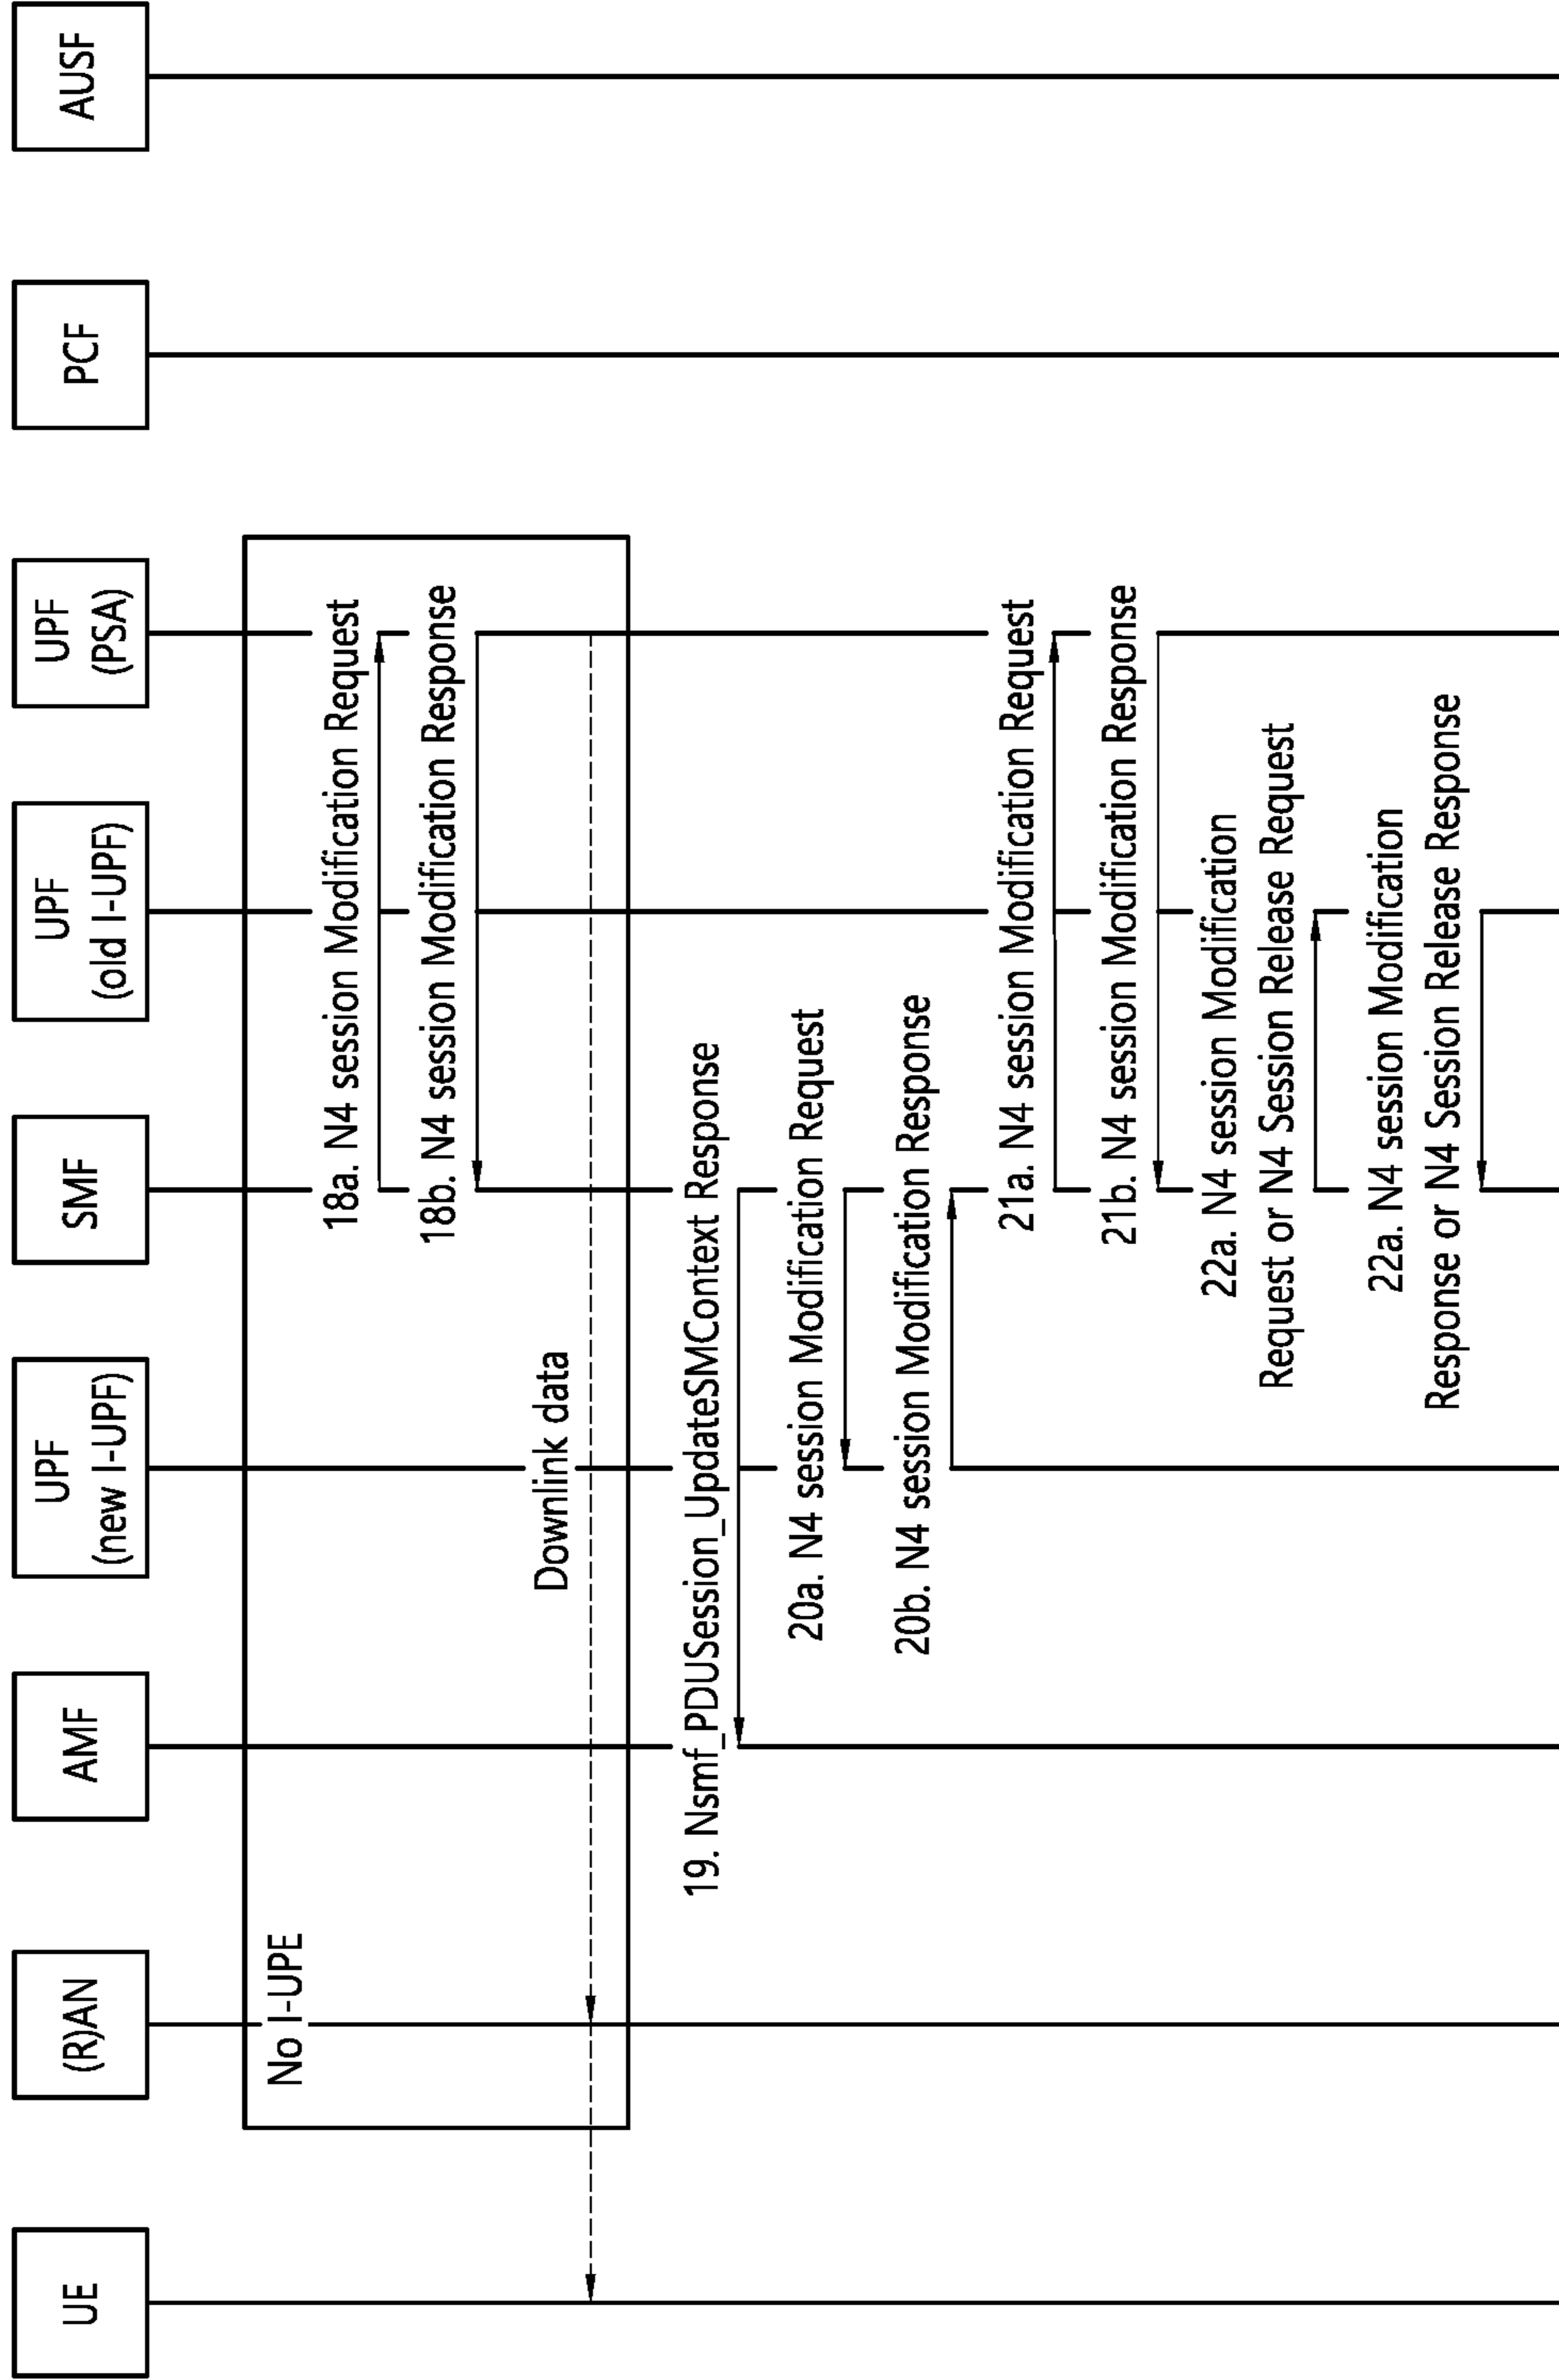 UE
(R)AN
AMF
UPF
(new I-UPF)
SMF
UPF
(old I-UPF)
UPF
(PSA)
PCF
AUSF
No I-UPE
18a. N4 session Modification Request
18b. N4 session Modification Response
Downlink data
19. Nsmf_PDUSession_UpdateSMContext Response
20a. N4 session Modification Request
20b. N4 session Modification Response
21a. N4 session Modification Request
21b. N4 session Modification Response
22a. N4 session Modification
Request or N4 Session Release Request
22a. N4 session Modification
Response or N4 Session Release Response